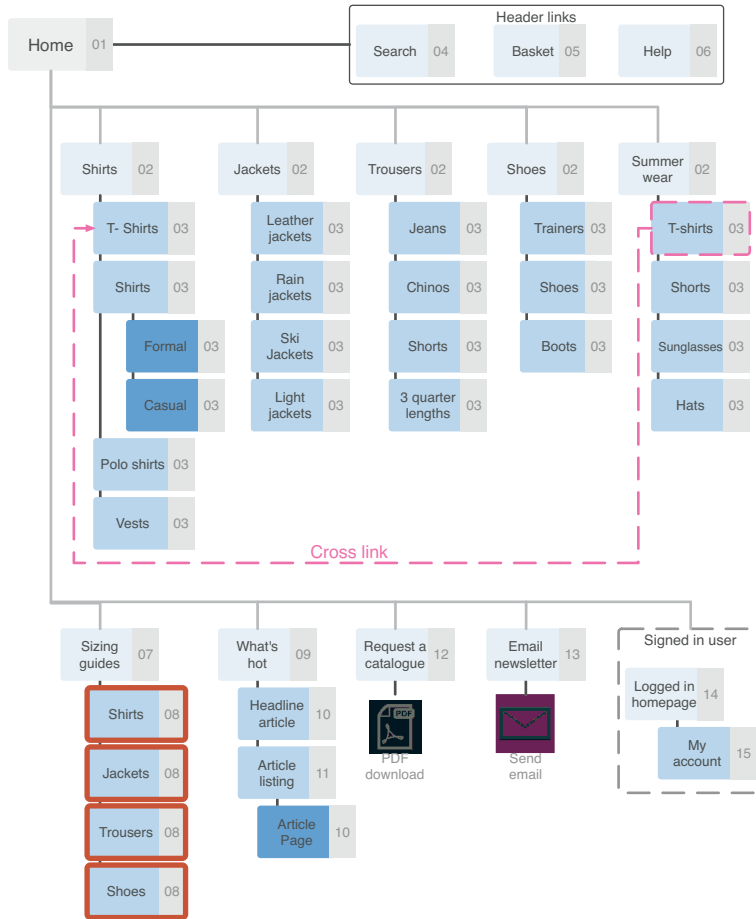 Header links
Home 01
Search 04
Basket 05
Help 06
Shirts 02
Jackets 02
Trousers 02
Shoes 02
Summer
wear 02
T- Shirts 03
Leather
jackets 03
Jeans 03
Trainers 03
T-shirts 03
Shirts 03
Rain
jackets 03
Chinos 03
Shoes 03
Shorts 03
Formal 03
Ski
Jackets 03
Shorts 03
Boots 03
Sunglasses 03
Casual 03
Light
jackets 03
3 quarter
lengths 03
Hats 03
Polo shirts 03
Vests 03
Cross link
Sizing
guides 07
What's
hot 09
Request a
catalogue 12
Email
newsletter 13
Signed in user
Logged in
homepage 14
My
account 15
Shirts 08
Headline
article 10
PDF
PDF
download
Send
email
Jackets 08
Article
listing 11
Trousers 08
Article
Page 10
Shoes 08